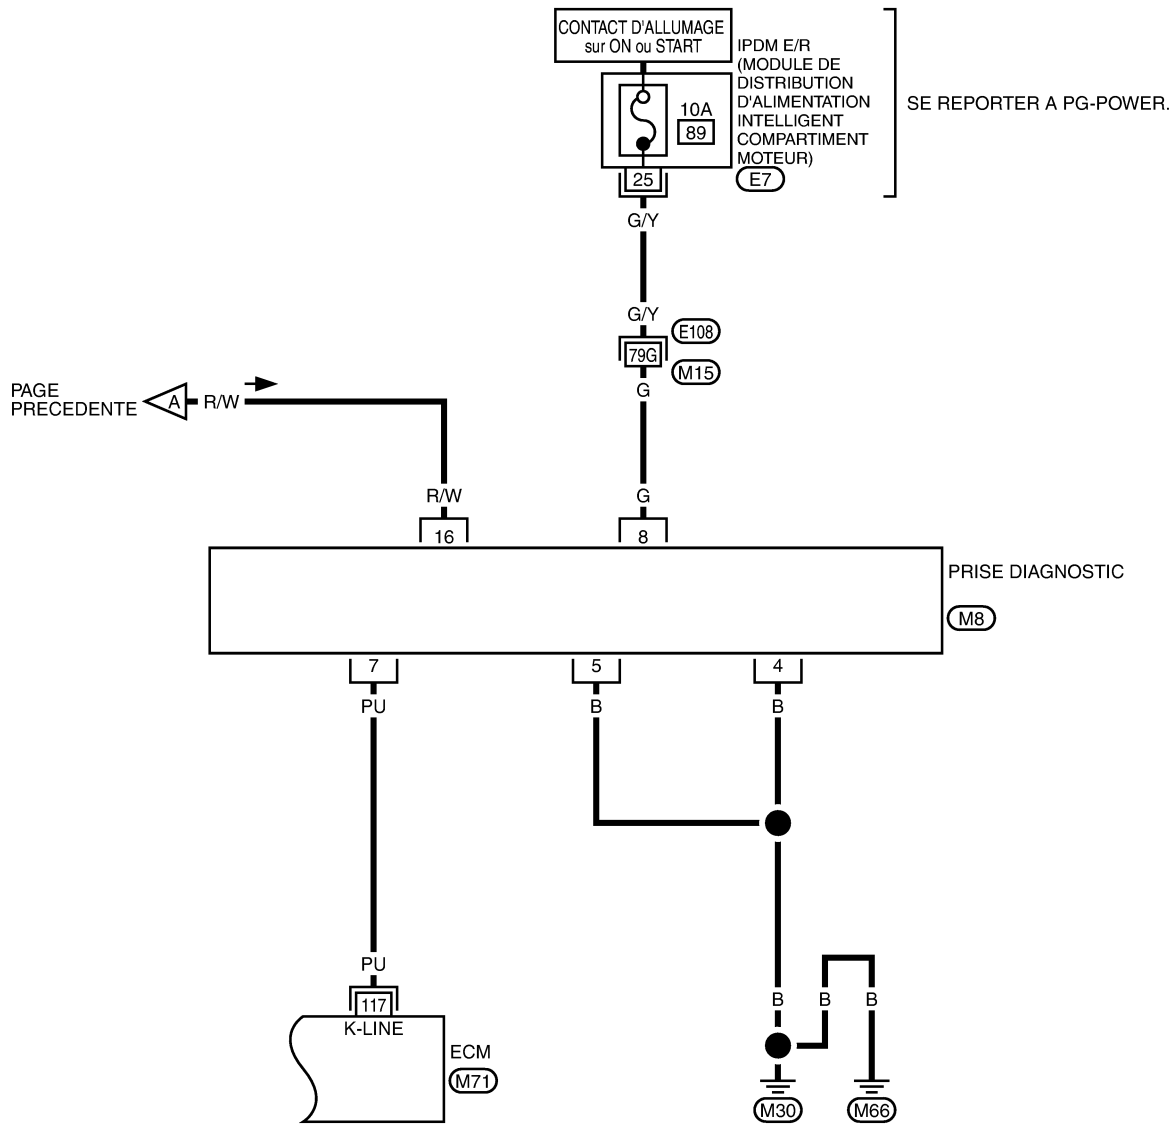 CONTACT D'ALLUMAGE
sur ON ou START
IPDM E/R
(MODULE DE
DISTRIBUTION
D'ALIMENTATION
INTELLIGENT
COMPARTIMENT
MOTEUR)
E7
SE REPORTER A PG-POWER.
10A
89
25
G/Y
G/Y
E108
79G
M15
G
PAGE
PRECEDENTE
A
R/W
R/W
G
16
8
PRISE DIAGNOSTIC
M8
7
5
4
PU
B
B
PU
B
B
B
117
K-LINE
ECM
M71
M30
M66